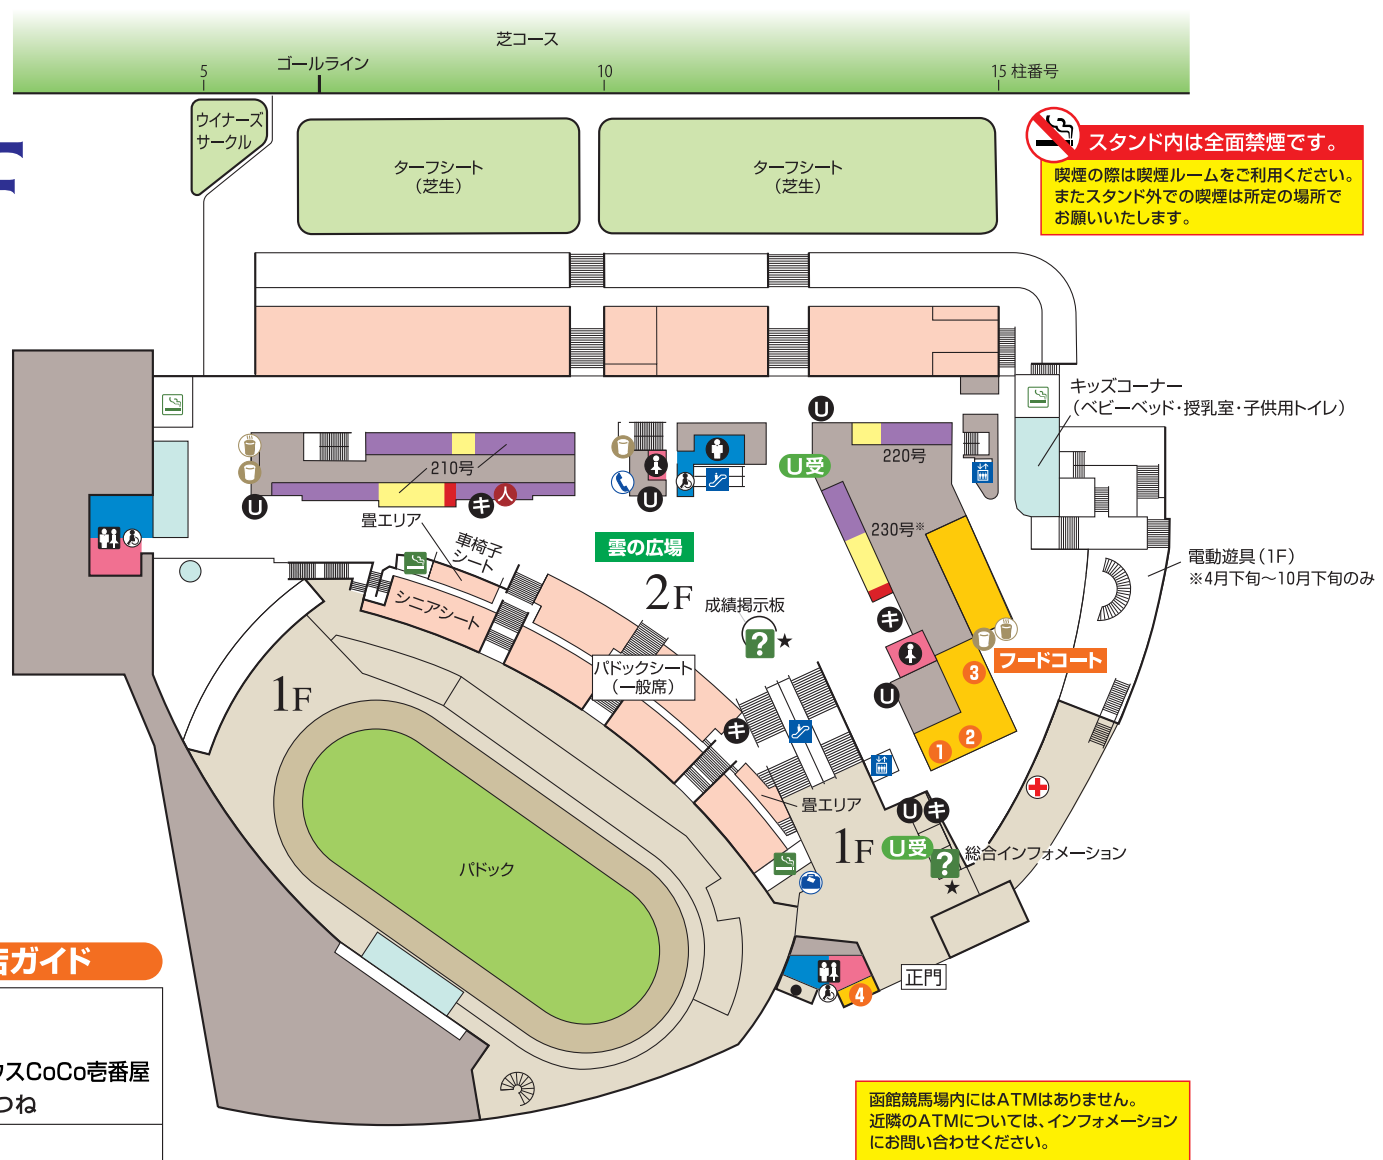 芝コース
5
ゴールライン
10
15 柱番号
ウイナーズ
サークル
ターフシート
（芝生）
ターフシート
（芝生）
スタンド内は全面禁煙です。
喫煙の際は喫煙ルームをご利用ください。
またスタンド外での喫煙は所定の場所で
お願いいたします。
キッズコーナー
（ベビーベッド・授乳室・子供用トイレ）
U
U受
220号
210号
U
キ
人
U
230号※
畳エリア
車椅子
シート
雲の広場
2F
シニアシート
成績掲示板
?
★
キ
電動遊具（1F）
※4月下旬〜10月下旬のみ
フードコート
3
パドックシート
（一般席）
1F
U
キ
1
2
畳エリア
U
キ
1F
U受
?
★
総合インフォメーション
パドック
正門
4
店ガイド
ウスCoCo壱番屋
つね
函館競馬場内にはATMはありません。
近隣のATMについては、インフォメーション
にお問い合わせください。